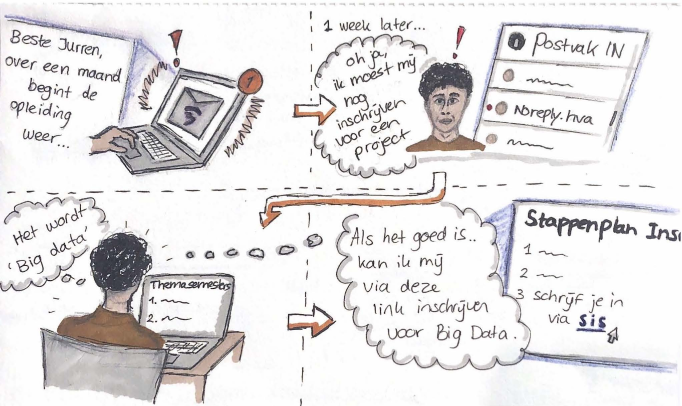 Beste Jurren,
over een maand
begint de
opleiding
weer...
!
1
1 week later...
oh ja,
ik moest mij
nog
inschrijven
voor een
project
!
Postvak IN
Noreply.hva
Het wordt
'Big data'
Themasemesters
1.
2.
Als het goed is..
kan ik mij
via deze
link inschrijven
voor Big Data.
Stappenplan Ins
1
2
3 schrijf je in
via sis